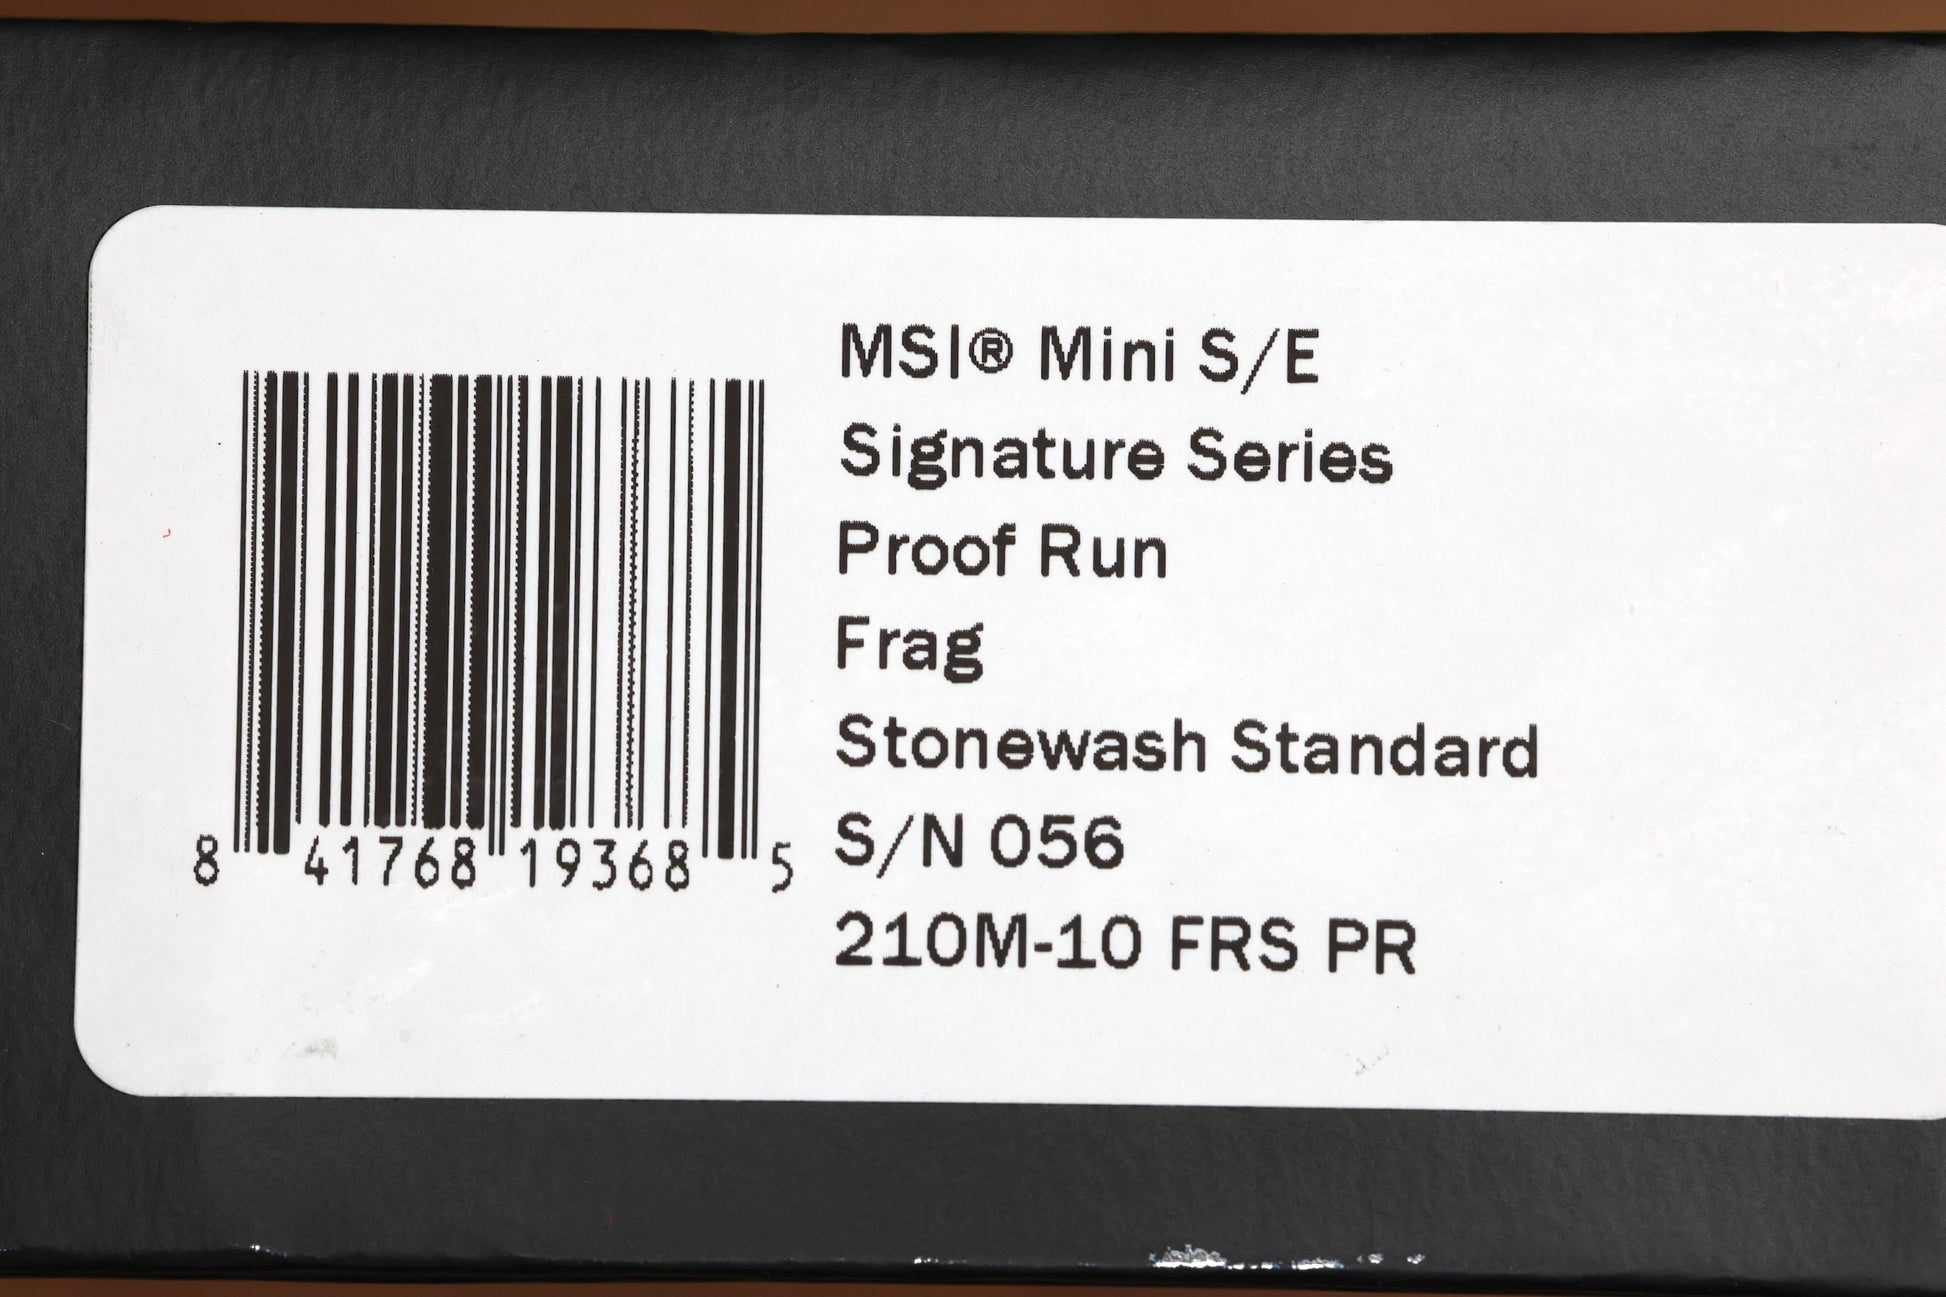 MSI® Mini S/E
Signature Series
Proof Run
Frag
Stonewash Standard
S/N 056
210M-10 FRS PR
8 41768 19368 5